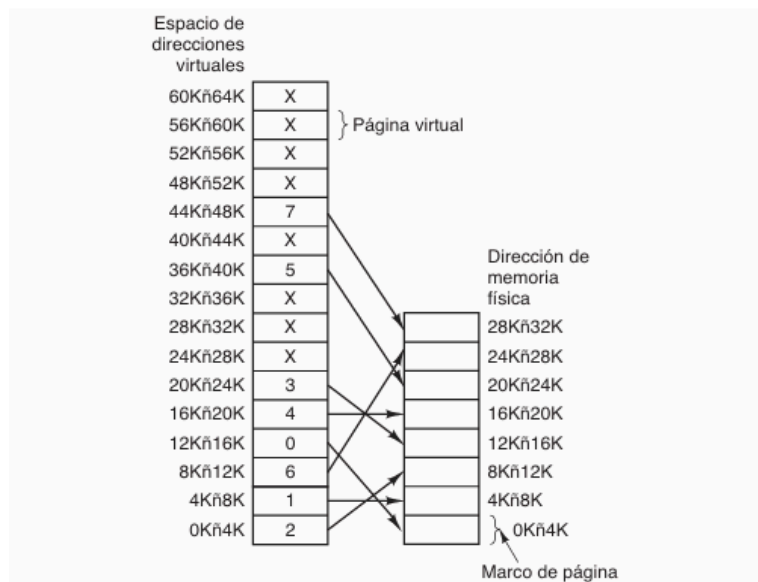 Espacio de
direcciones
virtuales
60Kñ64K X
56Kñ60K X
Página virtual
52Kñ56K X
48Kñ52K X
44Kñ48K 7
40Kñ44K X
36Kñ40K 5
32Kñ36K X
28Kñ32K X
24Kñ28K X
20Kñ24K 3
16Kñ20K 4
12Kñ16K 0
8Kñ12K 6
4Kñ8K 1
0Kñ4K 2
Dirección de
memoria
física
28Kñ32K
24Kñ28K
20Kñ24K
16Kñ20K
12Kñ16K
8Kñ12K
4Kñ8K
0Kñ4K
Marco de página